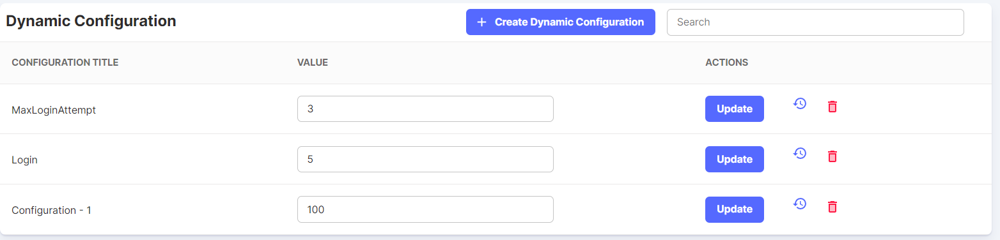 Dynamic Configuration
Create Dynamic Configuration
Search
CONFIGURATION TITLE VALUE ACTIONS
MaxLoginAttempt 3 Update
Login 5 Update
Configuration - 1 100 Update